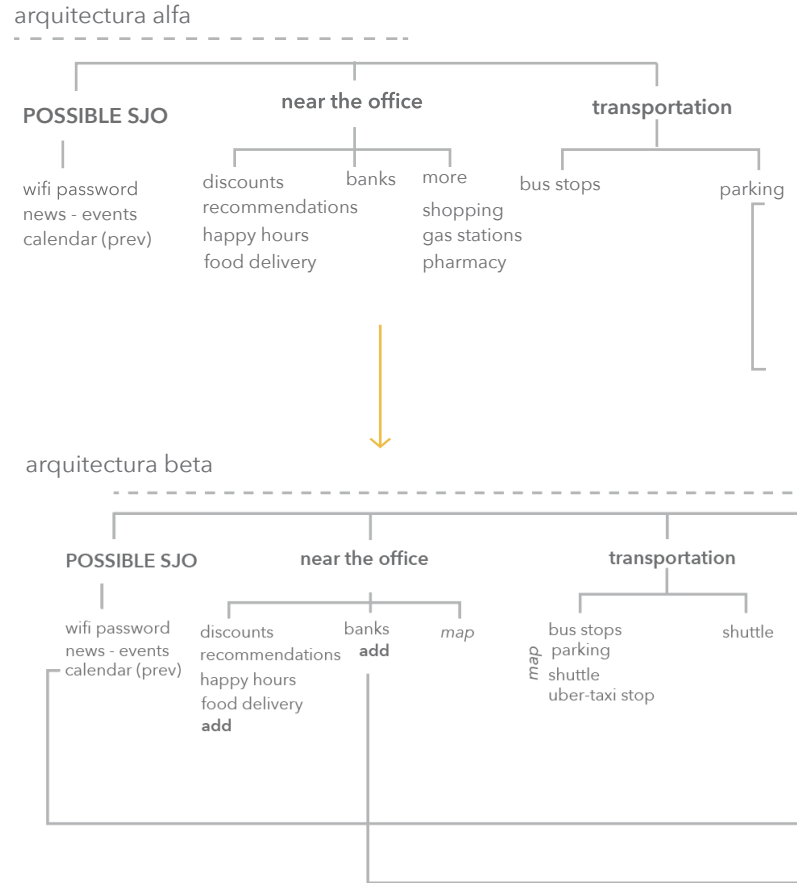 arquitectura alfa
POSSIBLE SJO
wifi password
news - events
calendar (prev)
near the office
discounts
recommendations
happy hours
food delivery
banks
more
shopping
gas stations
pharmacy
transportation
bus stops
parking
arquitectura beta
POSSIBLE SJO
wifi password
news - events
calendar (prev)
near the office
discounts
recommendations
happy hours
food delivery
add
banks
add
map
transportation
map
bus stops
parking
shuttle
uber-taxi stop
shuttle